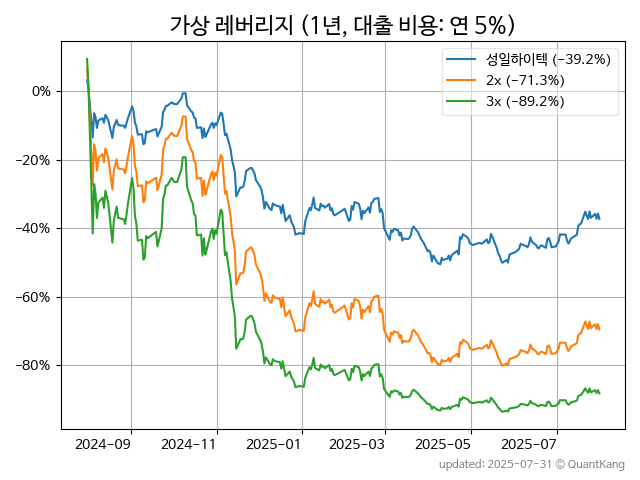 가상 레버리지 (1년, 대출 비용: 연 5%)
성일하이텍 (−39.2%)
2x (−71.3%)
3x (−89.2%)
0%
−20%
−40%
−60%
−80%
2024−09 2024−11 2025−01 2025−03 2025−05 2025−07
updated: 2025-07-31 © QuantKang